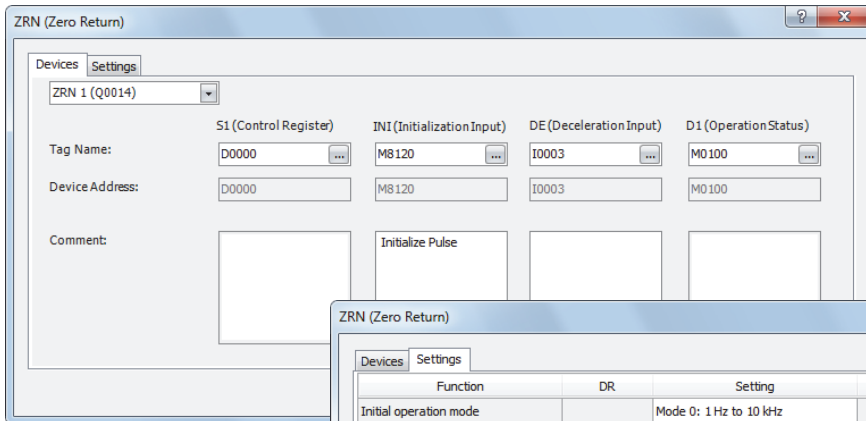 ZRN (Zero Return)
Devices Settings
ZRN 1 (Q0014)
S1 (Control Register) INI (Initialization Input) DE (Deceleration Input) D1 (Operation Status)
Tag Name: D0000 ... M8120 ... I0003 ... M0100 ...
Device Address: D0000 M8120 I0003 M0100
Comment: Initialize Pulse
ZRN (Zero Return)
Devices Settings
Function DR Setting
Initial operation mode Mode 0: 1 Hz to 10 kHz